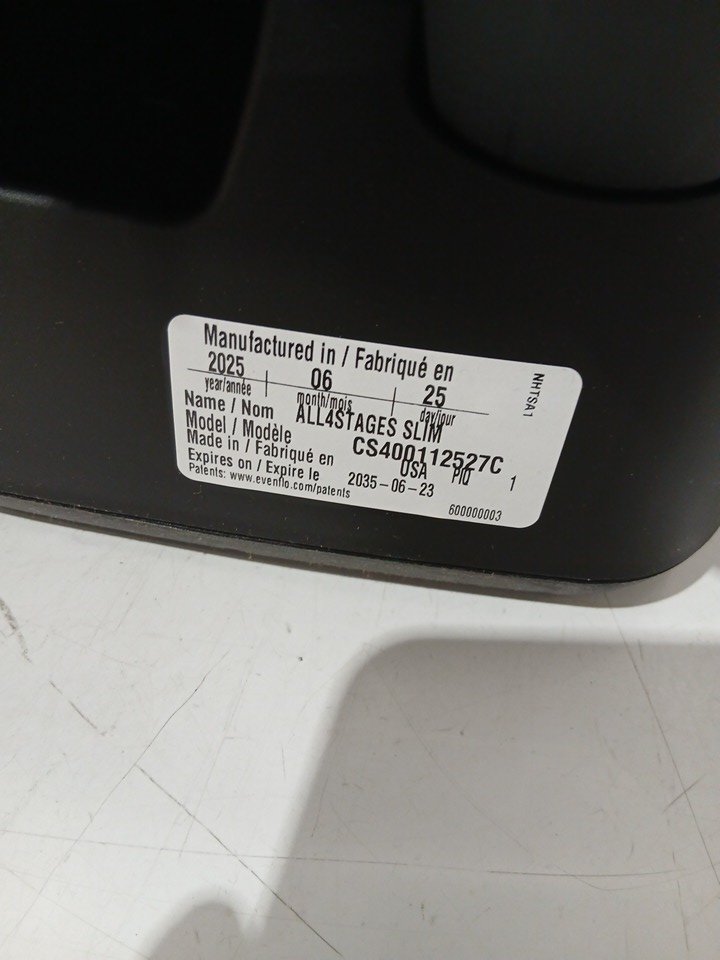 Manufactured in / Fabriqué en
2025 06 25
year/année month/mois day/jour
Name / Nom ALL4STAGES SLIM
Model / Modèle CS400112527C
Made in / Fabriqué en USA PIQ 1
Expires on / Expire le 2035-06-23
Patents: www.evenflo.com/patents
600000003
NHTSA1